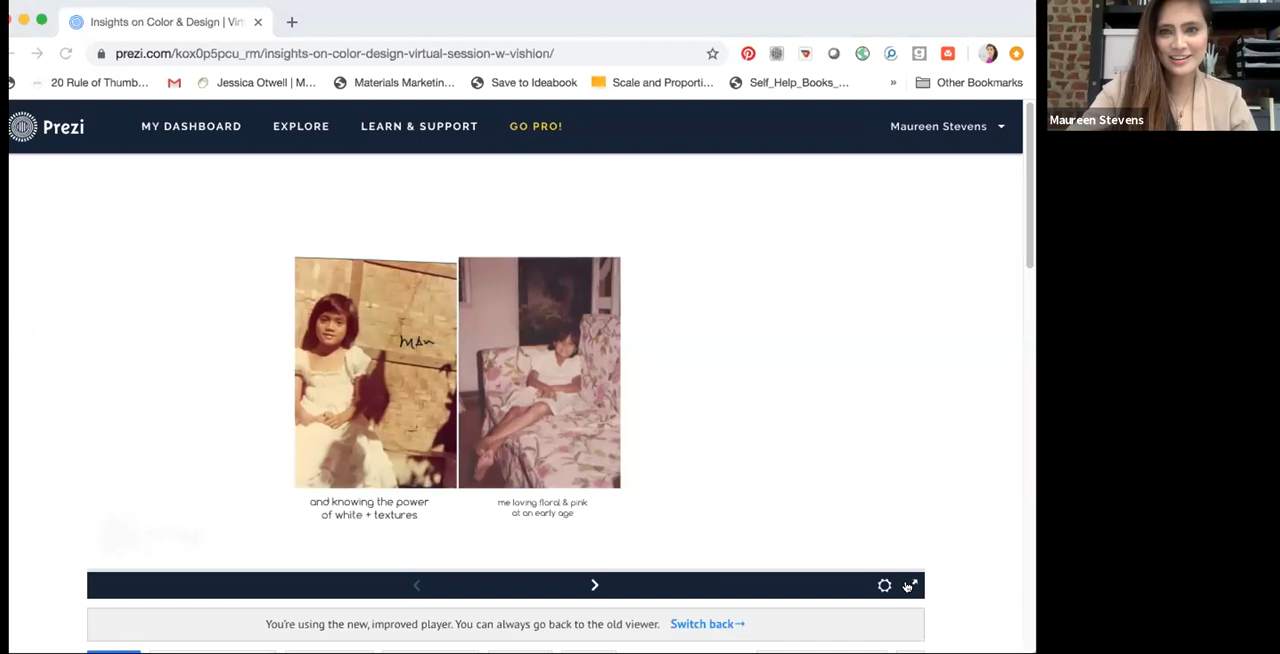 Insights on Color & Design | Virt
prezi.com/kox0p5pcu_rm/insights-on-color-design-virtual-session-w-vishion/
20 Rule of Thumb...
Jessica Otwell | M...
Materials Marketin...
Save to Ideabook
Scale and Proporti...
Self_Help_Books_...
»
Other Bookmarks
Prezi
MY DASHBOARD
EXPLORE
LEARN & SUPPORT
GO PRO!
Maureen Stevens
Maureen Stevens
and knowing the power
of white + textures
me loving floral & pink
at an early age
You're using the new, improved player. You can always go back to the old viewer. Switch back→